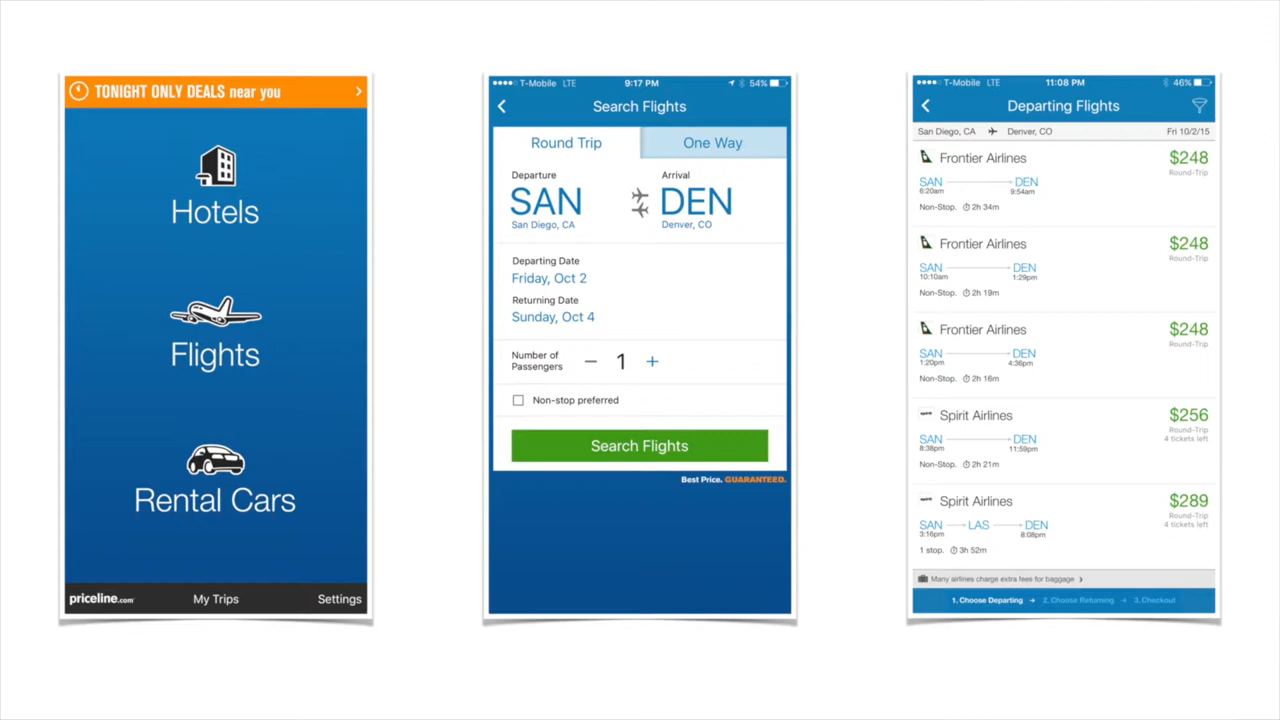 TONIGHT ONLY DEALS near you
Hotels
Flights
Rental Cars
priceline.com
My Trips
Settings
T-Mobile LTE 9:17 PM 54%
Search Flights
Round Trip
One Way
Departure
Arrival
SAN
DEN
San Diego, CA
Denver, CO
Departing Date
Friday, Oct 2
Returning Date
Sunday, Oct 4
Number of
Passengers
1
Non-stop preferred
Search Flights
Best Price. GUARANTEED.
T-Mobile LTE 11:08 PM 46%
Departing Flights
San Diego, CA Denver, CO Fri 10/2/15
Frontier Airlines $248
Round-Trip
SAN DEN
6:20am 9:54am
Non-Stop. 2h 34m
Frontier Airlines $248
Round-Trip
SAN DEN
10:10am 1:29pm
Non-Stop. 2h 19m
Frontier Airlines $248
Round-Trip
SAN DEN
1:20pm 4:36pm
Non-Stop. 2h 16m
Spirit Airlines $256
Round-Trip
4 tickets left
SAN DEN
8:38pm 11:59pm
Non-Stop. 2h 21m
Spirit Airlines $289
Round-Trip
4 tickets left
SAN LAS DEN
3:16pm 8:08pm
1 stop. 3h 52m
Many airlines charge extra fees for baggage
1. Choose Departing 2. Choose Returning 3. Checkout